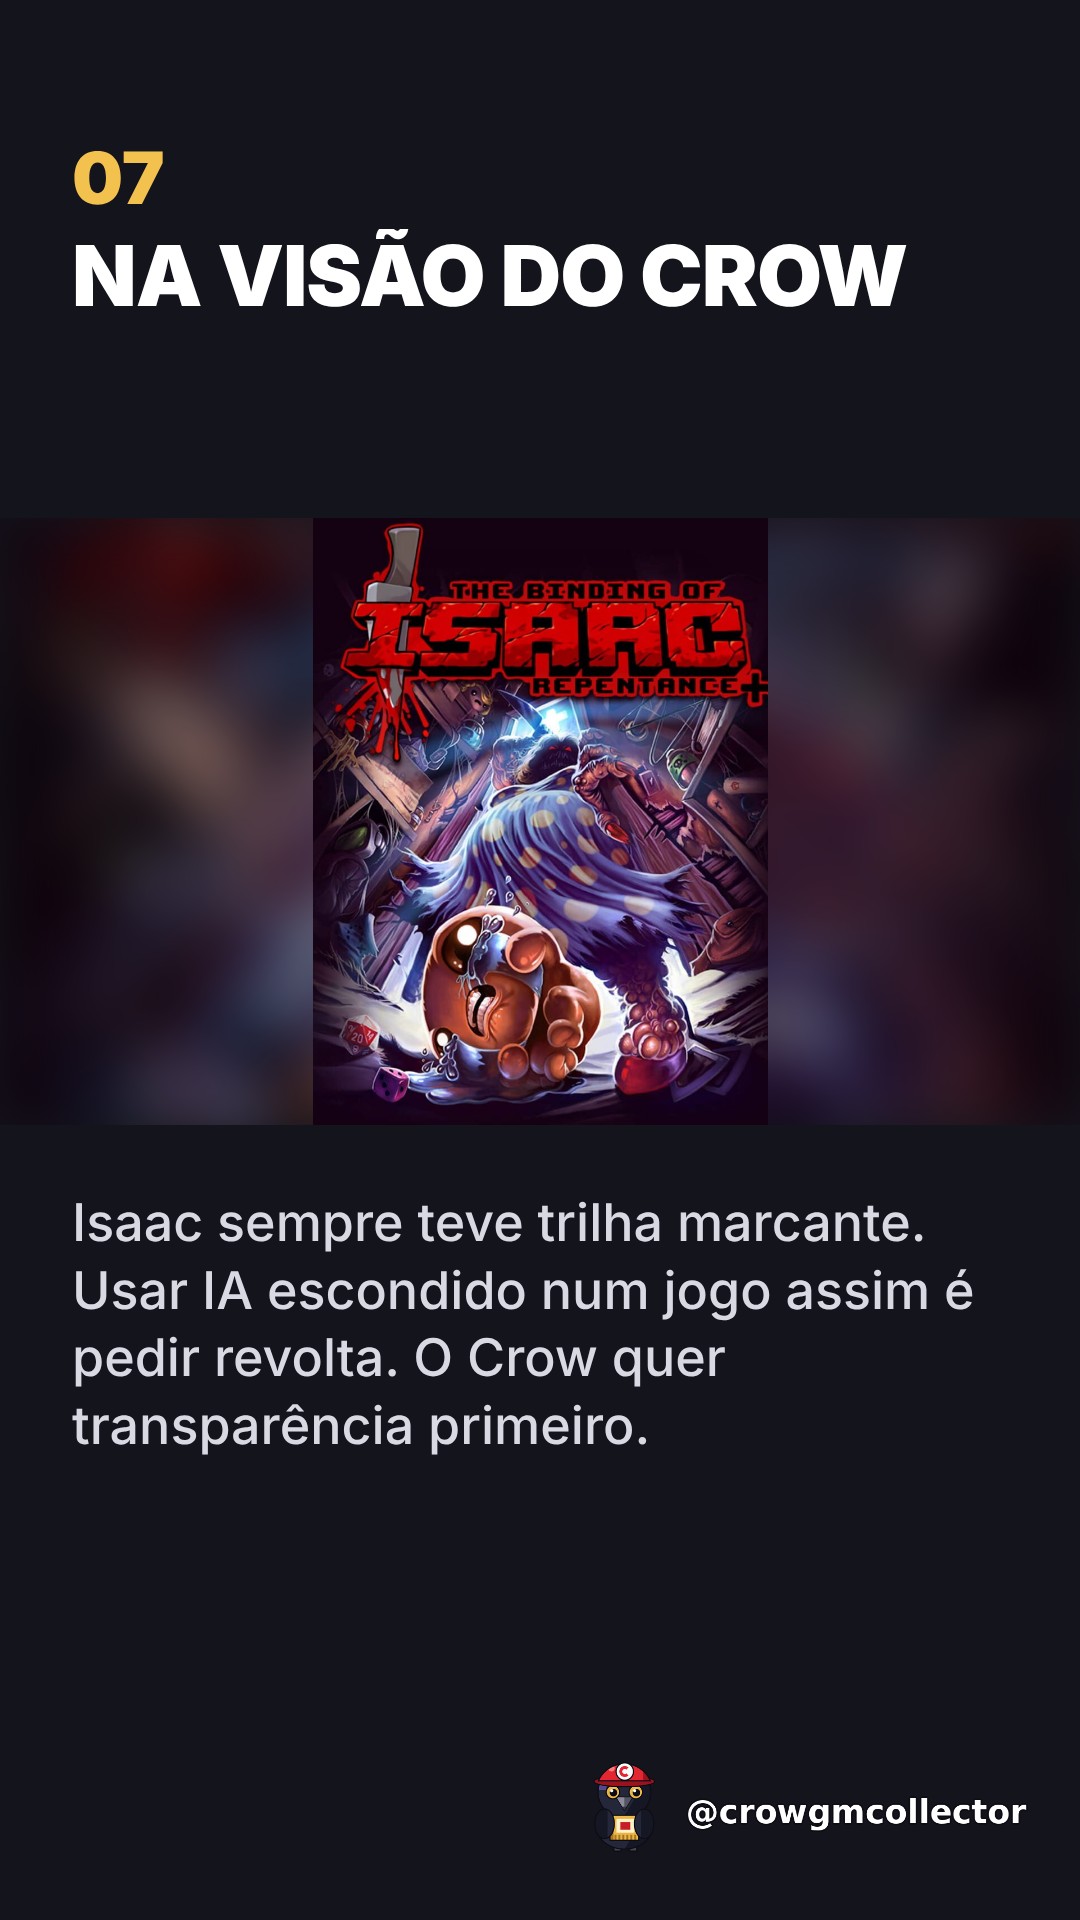 07
NA VISÃO DO CROW
THE BINDING OF
ISAAC
REPENTANCE+
20
Isaac sempre teve trilha marcante.
Usar IA escondido num jogo assim é
pedir revolta. O Crow quer
transparência primeiro.
C
@crowgmcollector